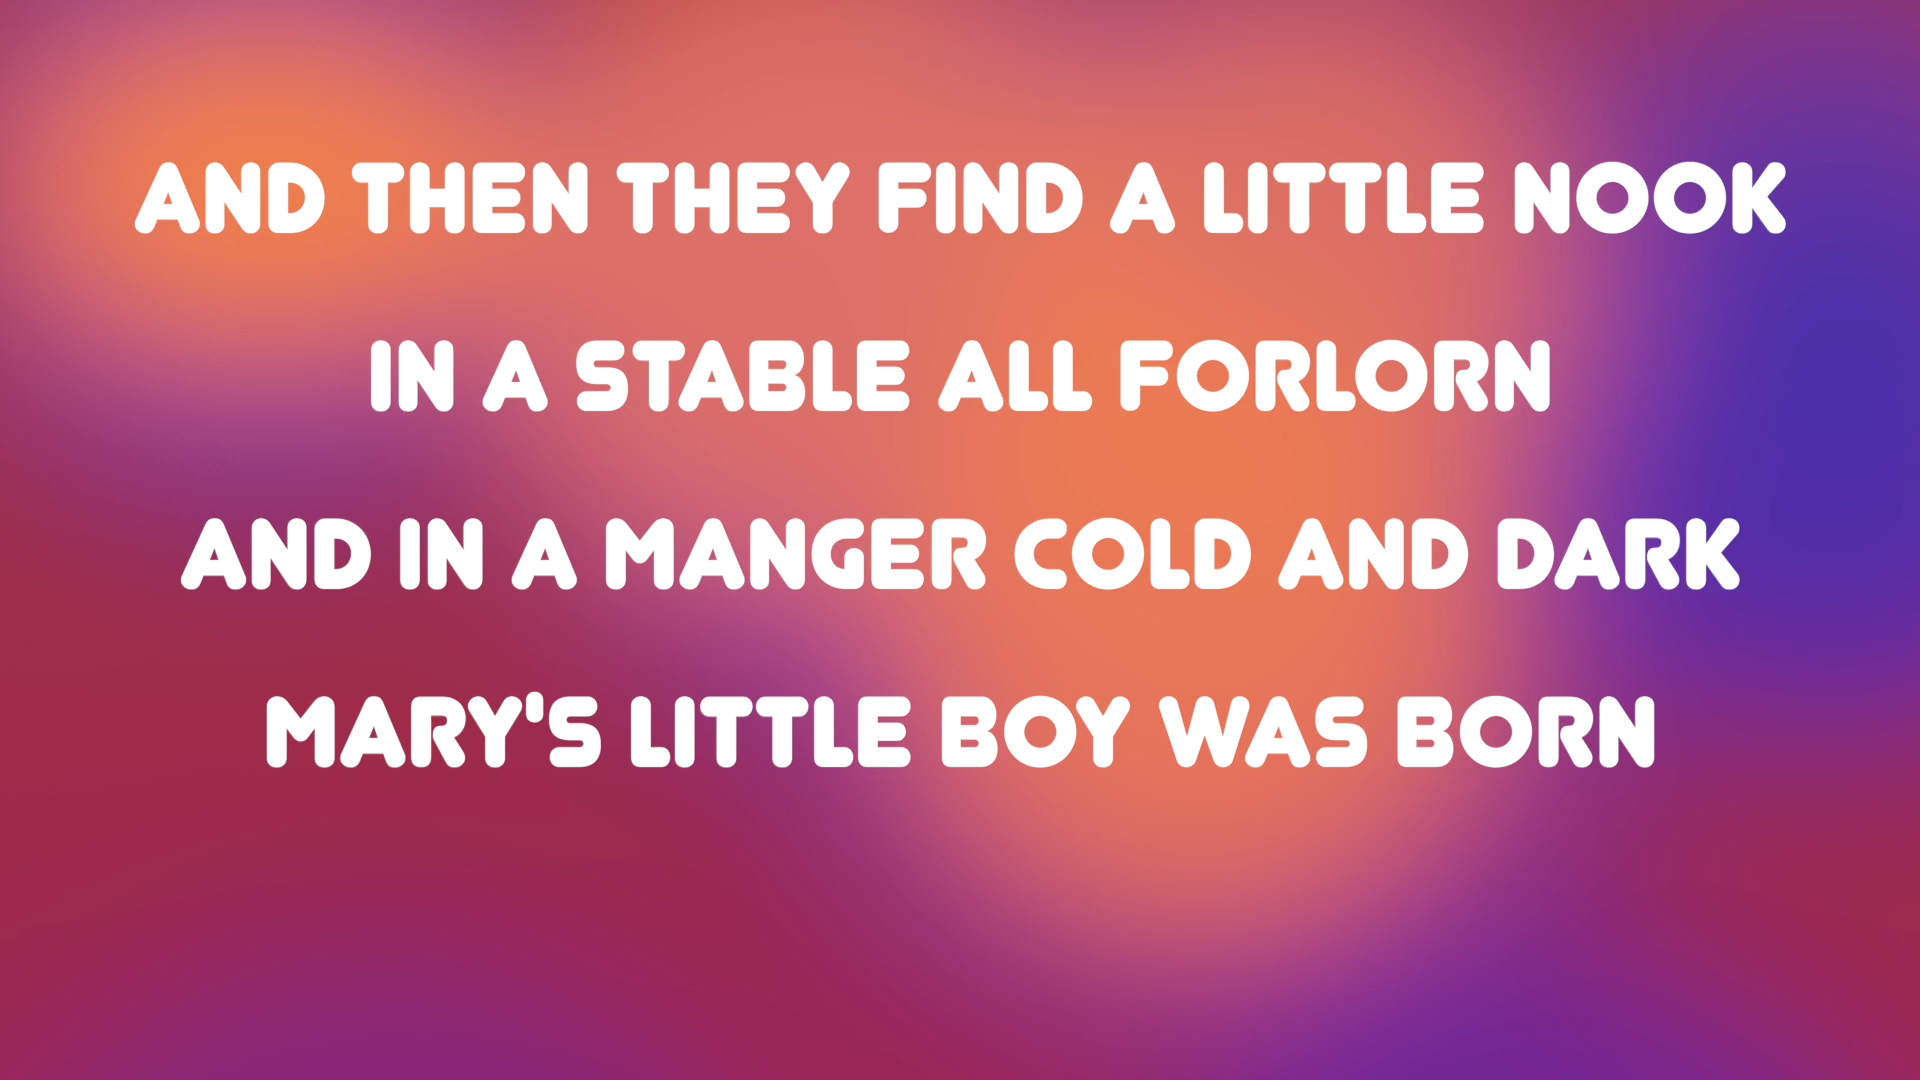 AND THEN THEY FIND A LITTLE NOOK
IN A STABLE ALL FORLORN
AND IN A MANGER COLD AND DARK
MARY'S LITTLE BOY WAS BORN